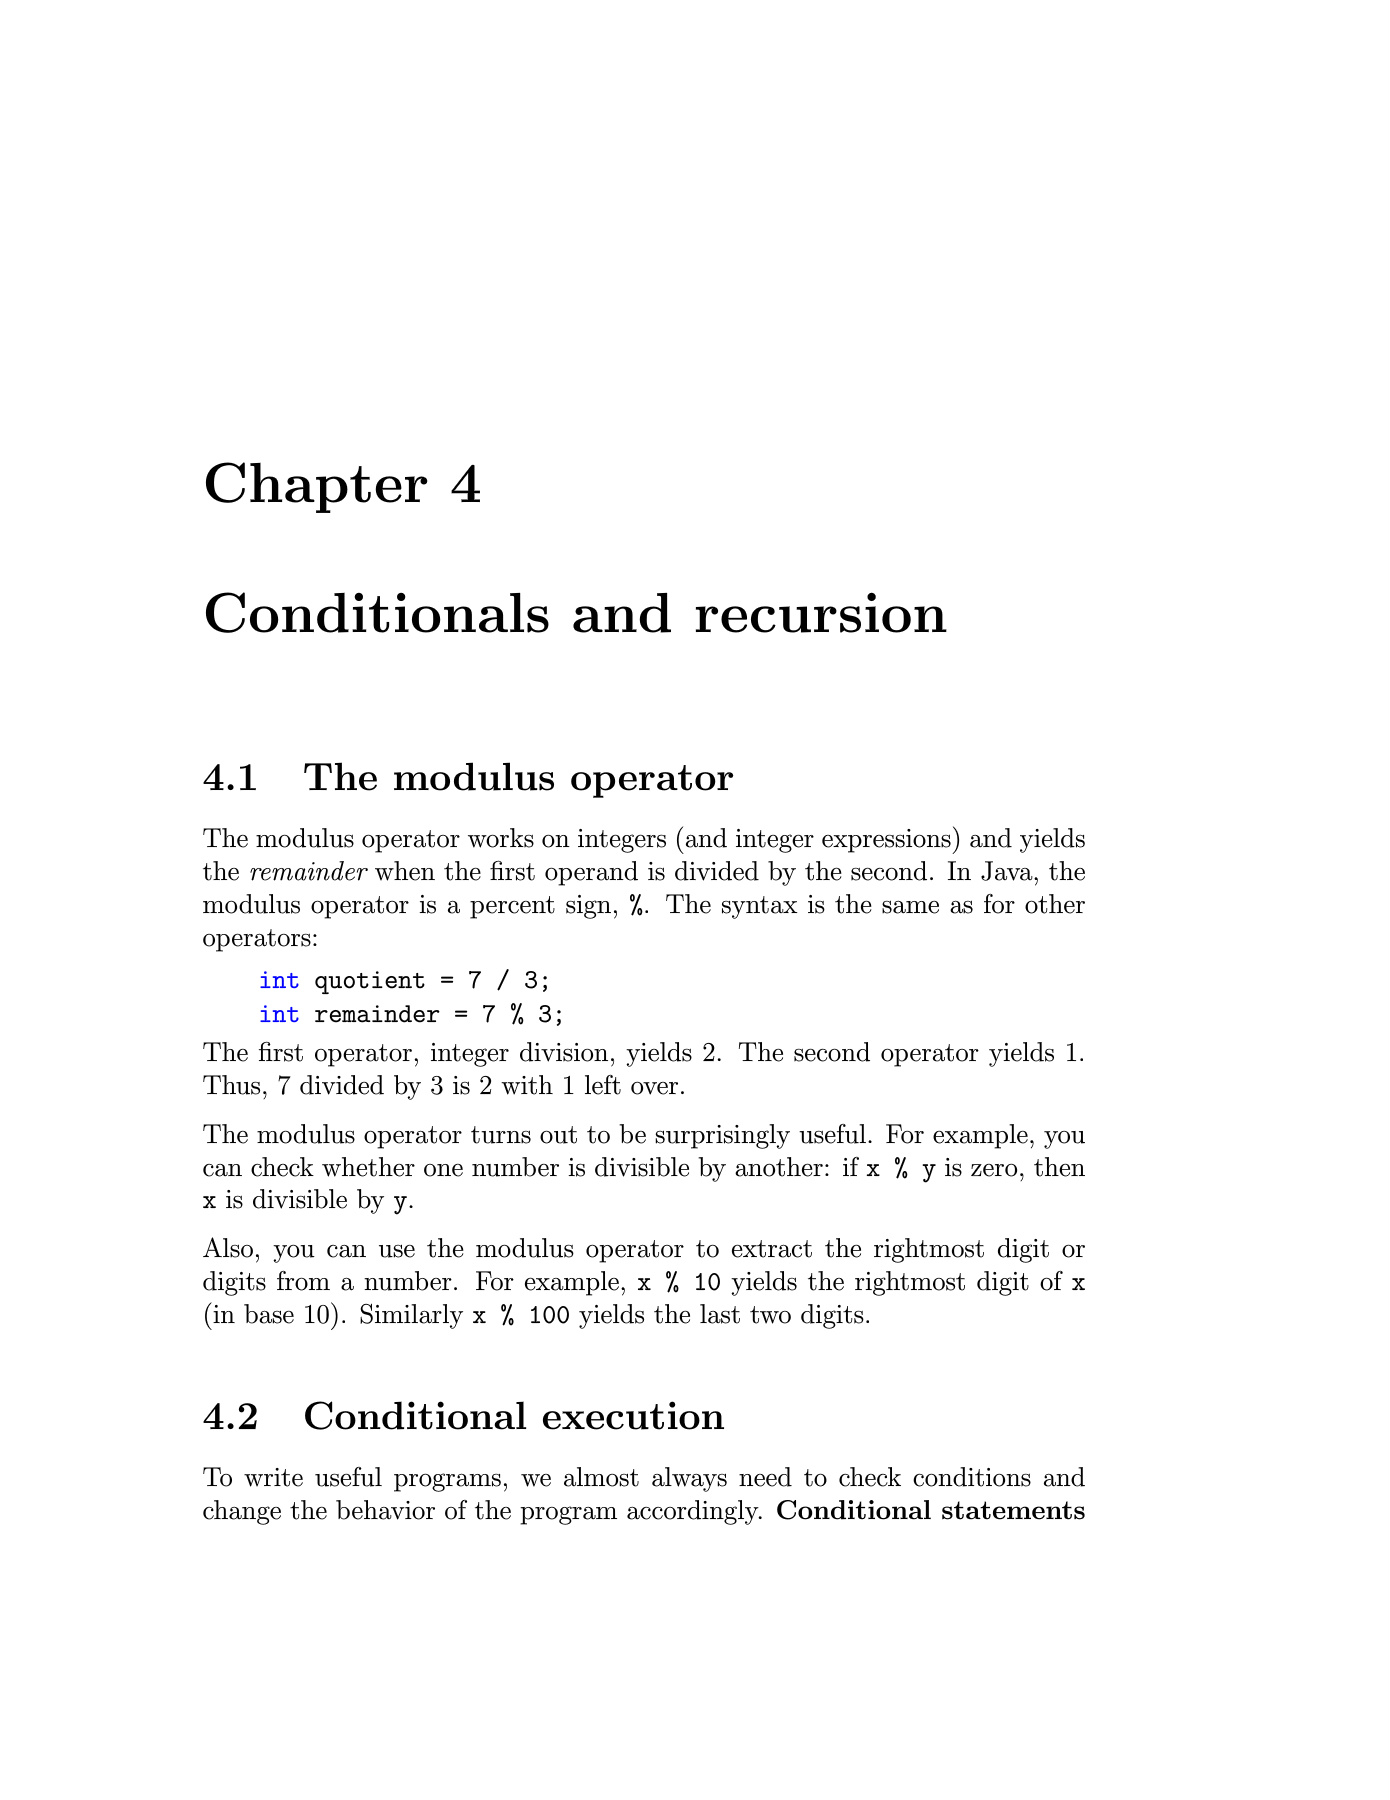 Chapter 4
Conditionals and recursion
4.1 The modulus operator
The modulus operator works on integers (and integer expressions) and yields
the remainder when the first operand is divided by the second. In Java, the
modulus operator is a percent sign, %. The syntax is the same as for other
operators:
int quotient = 7 / 3;
int remainder = 7 % 3;
The first operator, integer division, yields 2. The second operator yields 1.
Thus, 7 divided by 3 is 2 with 1 left over.
The modulus operator turns out to be surprisingly useful. For example, you
can check whether one number is divisible by another: if x % y is zero, then
x is divisible by y.
Also, you can use the modulus operator to extract the rightmost digit or
digits from a number. For example, x % 10 yields the rightmost digit of x
(in base 10). Similarly x % 100 yields the last two digits.
4.2 Conditional execution
To write useful programs, we almost always need to check conditions and
change the behavior of the program accordingly. Conditional statements